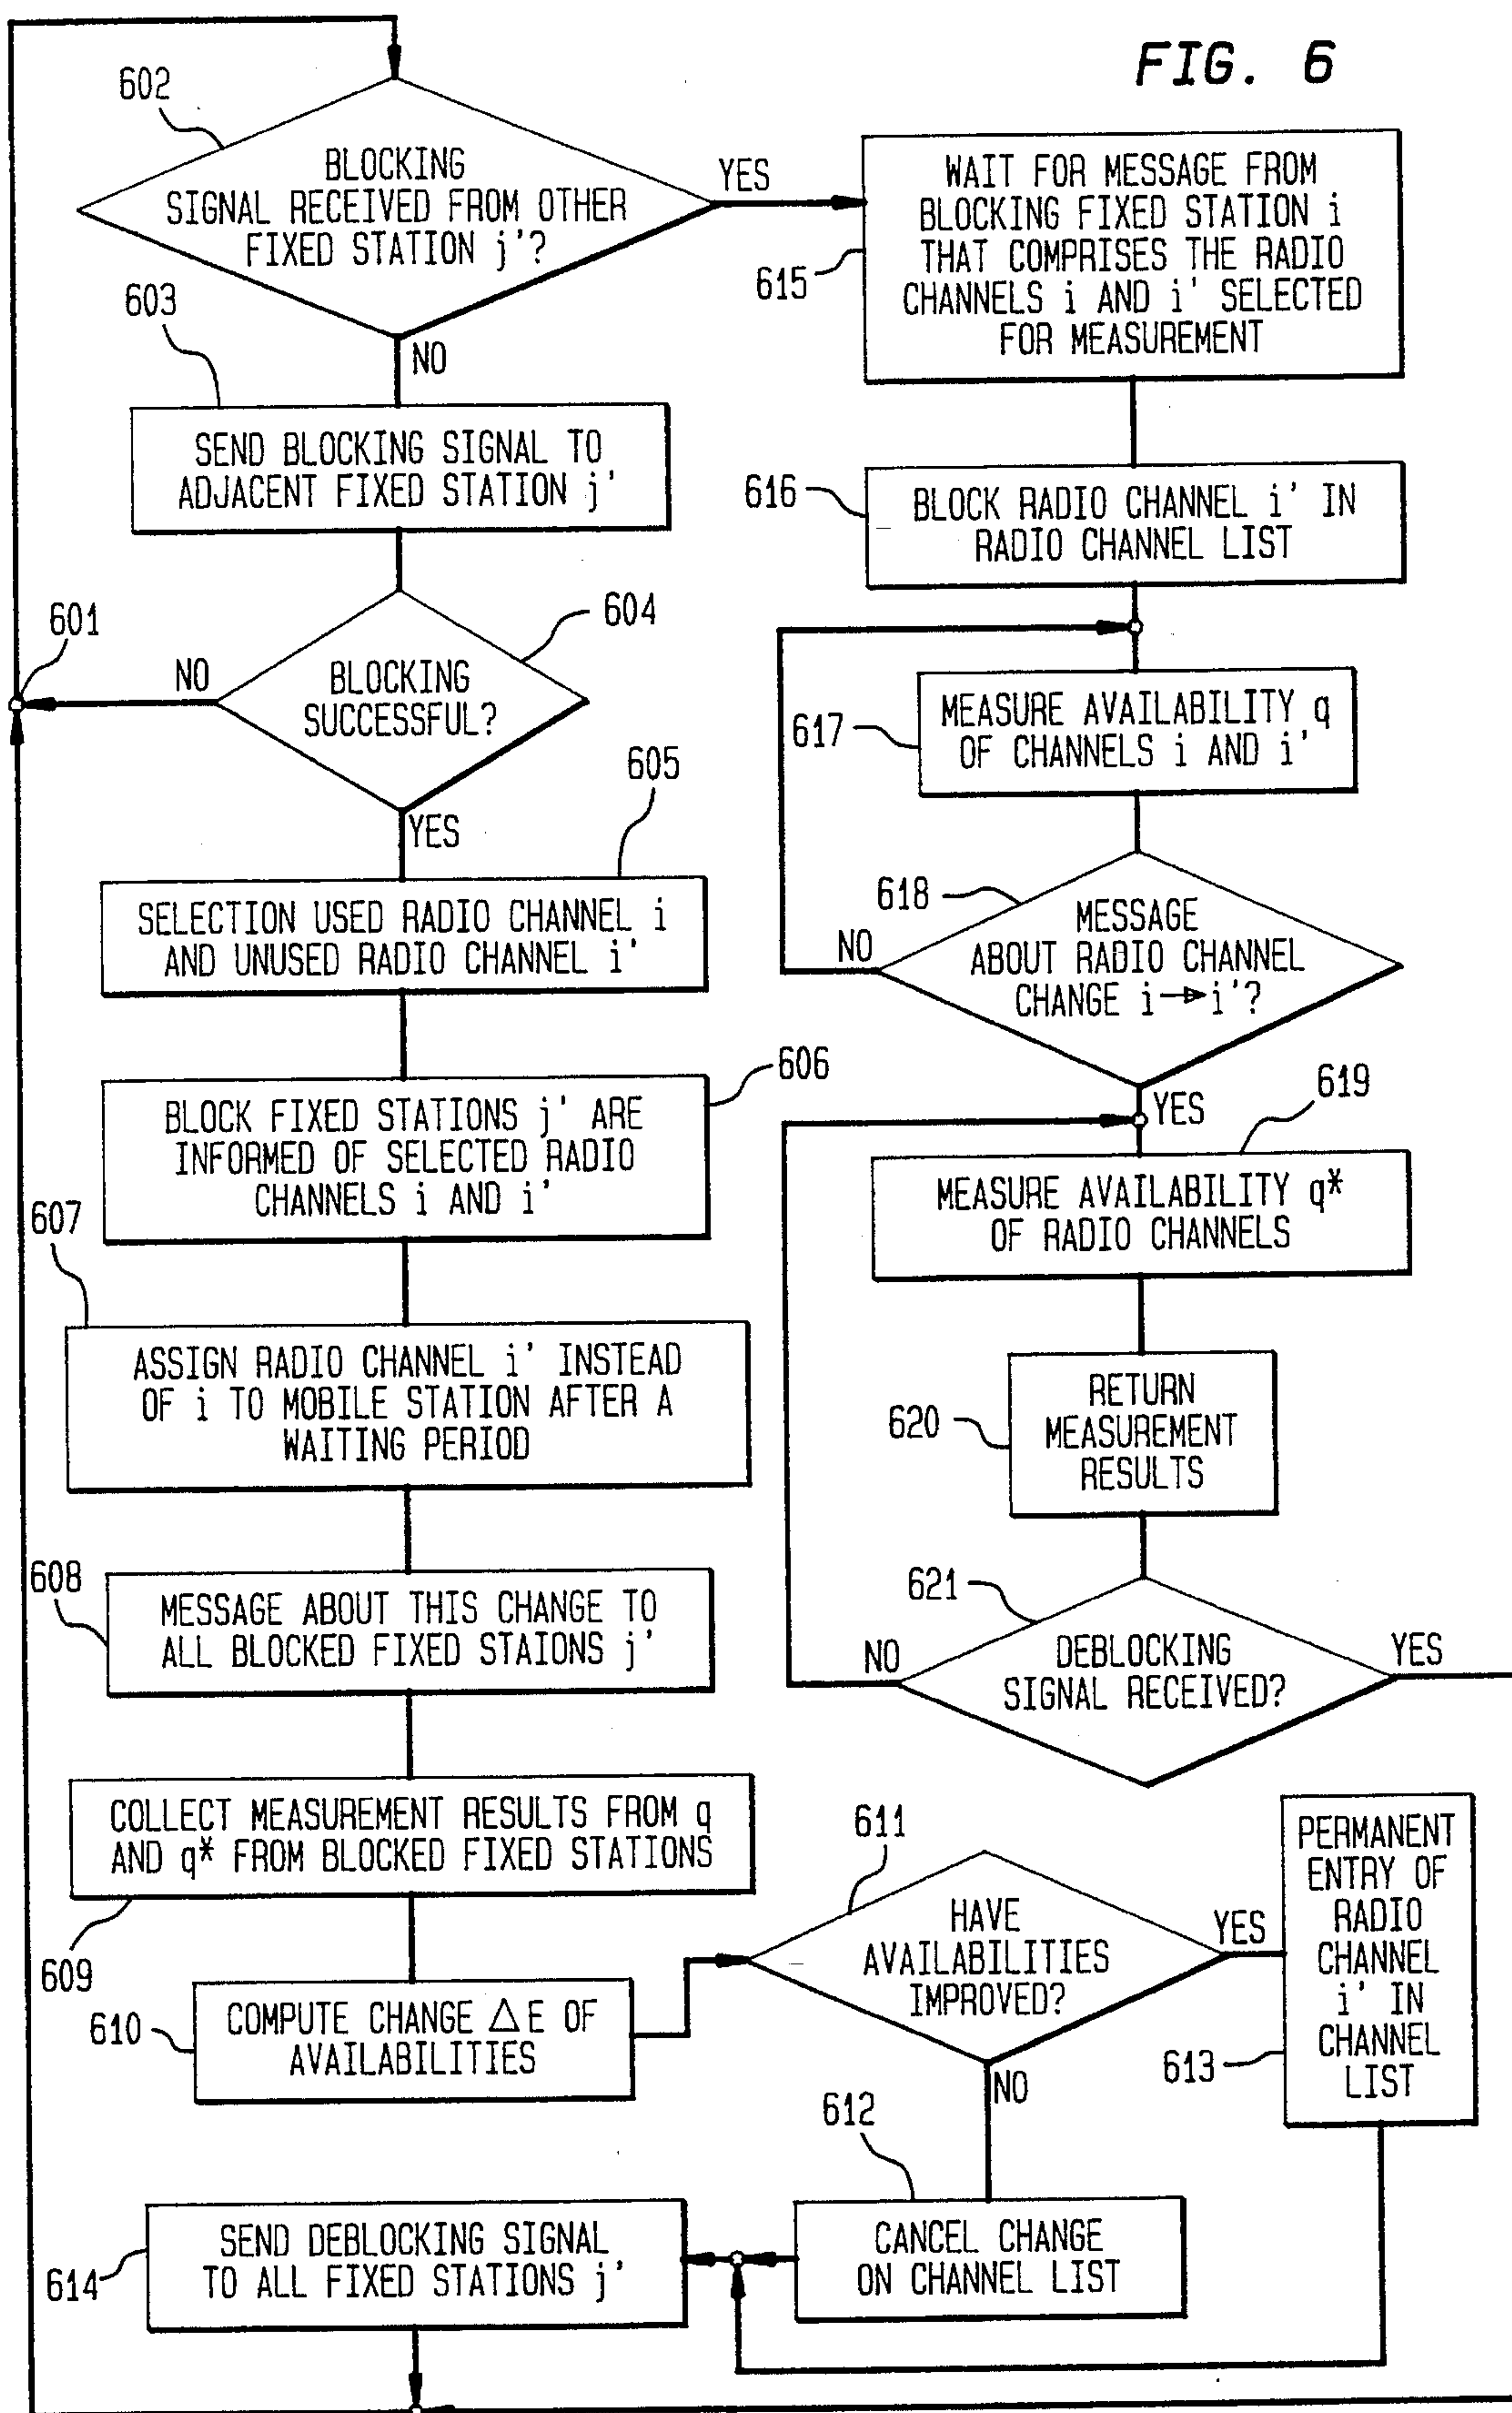 FIG. 6
602
BLOCKING
SIGNAL RECEIVED FROM OTHER
FIXED STATION j'?
YES
NO
603
SEND BLOCKING SIGNAL TO
ADJACENT FIXED STATION j'
601
604
NO
BLOCKING
SUCCESSFUL?
YES
605
SELECTION USED RADIO CHANNEL i
AND UNUSED RADIO CHANNEL i'
606
BLOCK FIXED STATIONS j' ARE
INFORMED OF SELECTED RADIO
CHANNELS i AND i'
607
ASSIGN RADIO CHANNEL i' INSTEAD
OF i TO MOBILE STATION AFTER A
WAITING PERIOD
608
MESSAGE ABOUT THIS CHANGE TO
ALL BLOCKED FIXED STAIONS j'
COLLECT MEASUREMENT RESULTS FROM q
AND q* FROM BLOCKED FIXED STATIONS
609
610
COMPUTE CHANGE △E OF
AVAILABILITIES
611
HAVE
AVAILABILITIES
IMPROVED?
YES
NO
612
CANCEL CHANGE
ON CHANNEL LIST
613
PERMANENT
ENTRY OF
RADIO
CHANNEL
i' IN
CHANNEL
LIST
614
SEND DEBLOCKING SIGNAL
TO ALL FIXED STATIONS j'
615
WAIT FOR MESSAGE FROM
BLOCKING FIXED STATION i
THAT COMPRISES THE RADIO
CHANNELS i AND i' SELECTED
FOR MEASUREMENT
616
BLOCK RADIO CHANNEL i' IN
RADIO CHANNEL LIST
617
MEASURE AVAILABILITY q
OF CHANNELS i AND i'
618
MESSAGE
ABOUT RADIO CHANNEL
CHANGE i→i'?
NO
YES
619
MEASURE AVAILABILITY q*
OF RADIO CHANNELS
620
RETURN
MEASUREMENT
RESULTS
621
DEBLOCKING
SIGNAL RECEIVED?
NO
YES